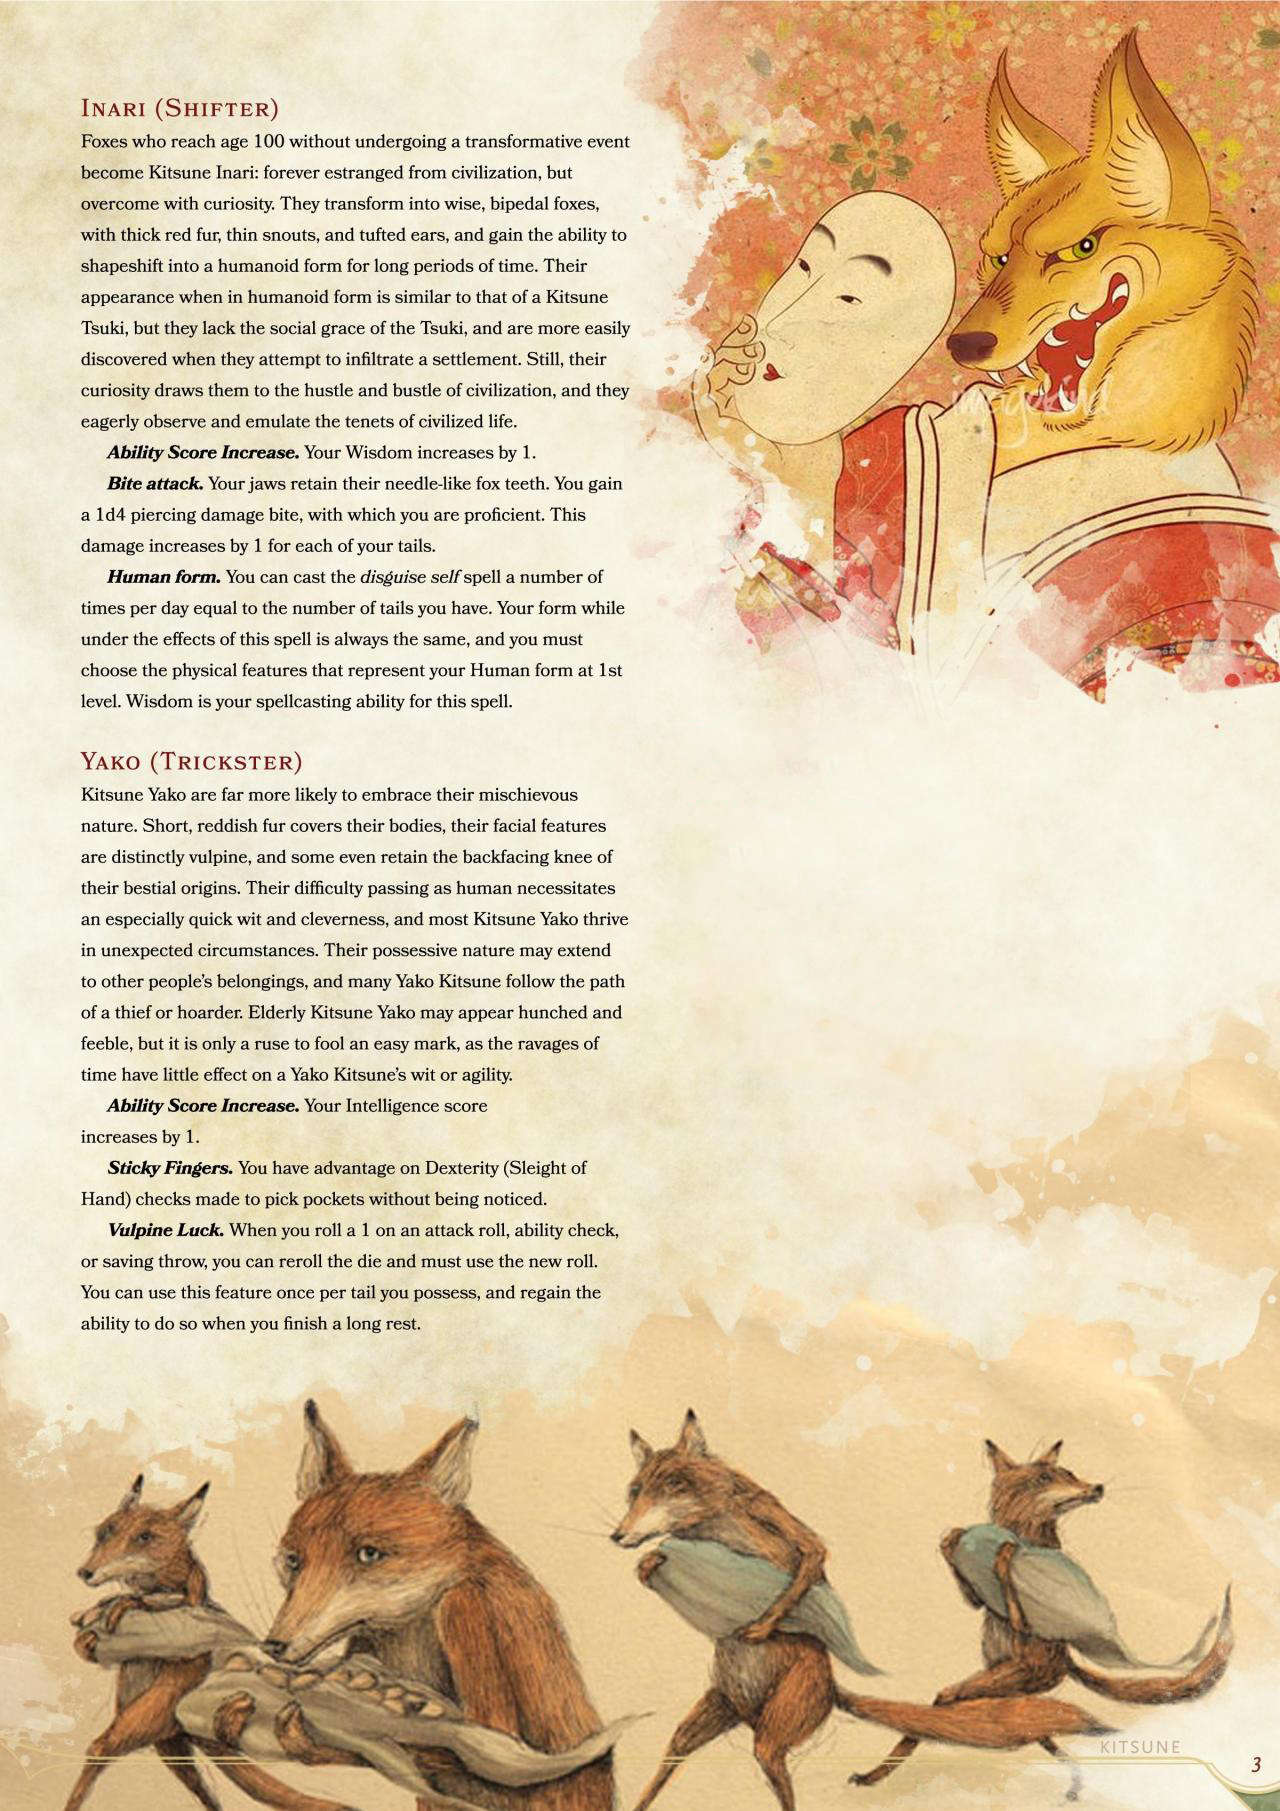 INARI (SHIFTER)
Foxes who reach age 100 without undergoing a transformative event
become Kitsune Inari: forever estranged from civilization, but
overcome with curiosity. They transform into wise, bipedal foxes,
with thick red fur, thin snouts, and tufted ears, and gain the ability to
shapeshift into a humanoid form for long periods of time. Their
appearance when in humanoid form is similar to that of a Kitsune
Tsuki, but they lack the social grace of the Tsuki, and are more easily
discovered when they attempt to infiltrate a settlement. Still, their
curiosity draws them to the hustle and bustle of civilization, and they
eagerly observe and emulate the tenets of civilized life.
Ability Score Increase. Your Wisdom increases by 1.
Bite attack. Your jaws retain their needle-like fox teeth. You gain
a 1d4 piercing damage bite, with which you are proficient. This
damage increases by 1 for each of your tails.
Human form. You can cast the disguise self spell a number of
times per day equal to the number of tails you have. Your form while
under the effects of this spell is always the same, and you must
choose the physical features that represent your Human form at 1st
level. Wisdom is your spellcasting ability for this spell.
YAKO (TRICKSTER)
Kitsune Yako are far more likely to embrace their mischievous
nature. Short, reddish fur covers their bodies, their facial features
are distinctly vulpine, and some even retain the backfacing knee of
their bestial origins. Their difficulty passing as human necessitates
an especially quick wit and cleverness, and most Kitsune Yako thrive
in unexpected circumstances. Their possessive nature may extend
to other people's belongings, and many Yako Kitsune follow the path
of a thief or hoarder. Elderly Kitsune Yako may appear hunched and
feeble, but it is only a ruse to fool an easy mark, as the ravages of
time have little effect on a Yako Kitsune's wit or agility.
Ability Score Increase. Your Intelligence score
increases by 1.
Sticky Fingers. You have advantage on Dexterity (Sleight of
Hand) checks made to pick pockets without being noticed.
Vulpine Luck. When you roll a 1 on an attack roll, ability check,
or saving throw, you can reroll the die and must use the new roll.
You can use this feature once per tail you possess, and regain the
ability to do so when you finish a long rest.
imagekind
KITSUNE
3